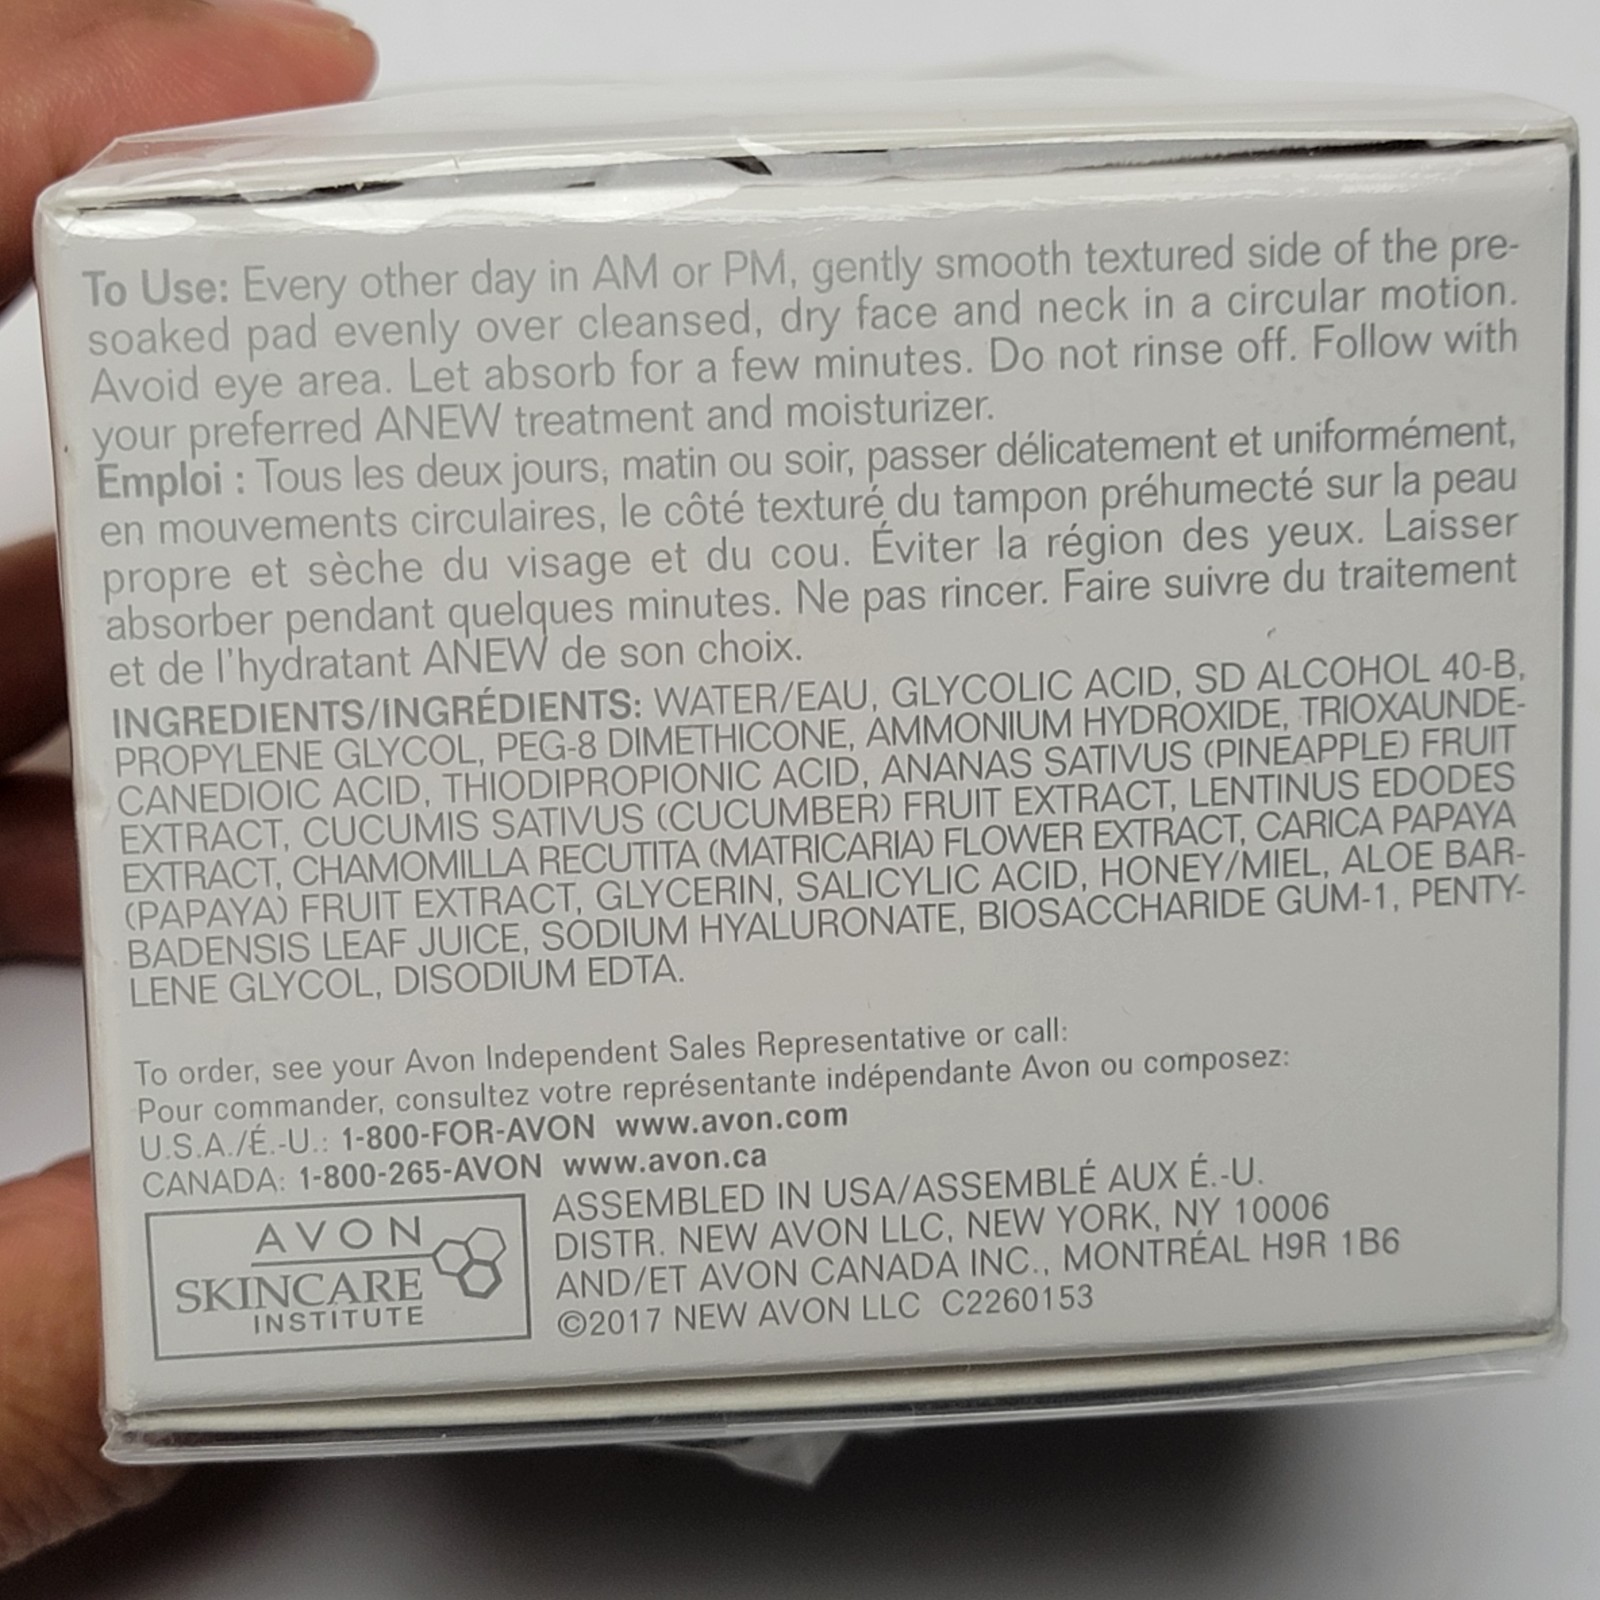 To Use: Every other day in AM or PM, gently smooth textured side of the pre-
soaked pad evenly over cleansed, dry face and neck in a circular motion.
Avoid eye area. Let absorb for a few minutes. Do not rinse off. Follow with
your preferred ANEW treatment and moisturizer.
Emploi : Tous les deux jours, matin ou soir, passer délicatement et uniformément,
en mouvements circulaires, le côté texturé du tampon préhumecté sur la peau
propre et sèche du visage et du cou. Éviter la région des yeux. Laisser
absorber pendant quelques minutes. Ne pas rincer. Faire suivre du traitement
et de l'hydratant ANEW de son choix.
INGREDIENTS/INGRÉDIENTS: WATER/EAU, GLYCOLIC ACID, SD ALCOHOL 40-B,
PROPYLENE GLYCOL, PEG-8 DIMETHICONE, AMMONIUM HYDROXIDE, TRIOXAUNDE-
CANEDIOIC ACID, THIODIPROPIONIC ACID, ANANAS SATIVUS (PINEAPPLE) FRUIT
EXTRACT, CUCUMIS SATIVUS (CUCUMBER) FRUIT EXTRACT, LENTINUS EDODES
EXTRACT, CHAMOMILLA RECUTITA (MATRICARIA) FLOWER EXTRACT, CARICA PAPAYA
(PAPAYA) FRUIT EXTRACT, GLYCERIN, SALICYLIC ACID, HONEY/MIEL, ALOE BAR-
BADENSIS LEAF JUICE, SODIUM HYALURONATE, BIOSACCHARIDE GUM-1, PENTY-
LENE GLYCOL, DISODIUM EDTA.
To order, see your Avon Independent Sales Representative or call:
Pour commander, consultez votre représentante indépendante Avon ou composez:
U.S.A./É.-U.: 1-800-FOR-AVON www.avon.com
CANADA: 1-800-265-AVON www.avon.ca
AVON
SKINCARE
INSTITUTE
ASSEMBLED IN USA/ASSEMBLÉ AUX É.-U.
DISTR. NEW AVON LLC, NEW YORK, NY 10006
AND/ET AVON CANADA INC., MONTRÉAL H9R 1B6
©2017 NEW AVON LLC C2260153